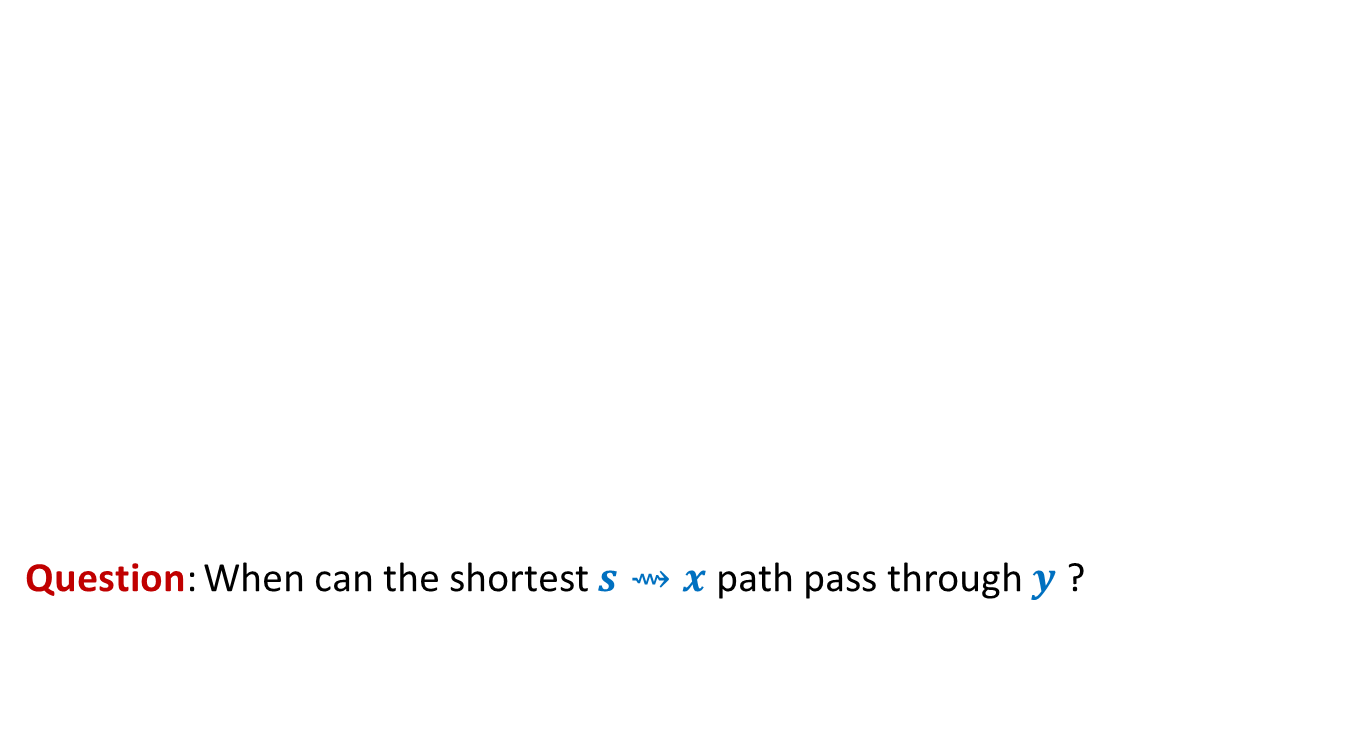 Question: When can the shortest s ⇝ x path pass through y ?